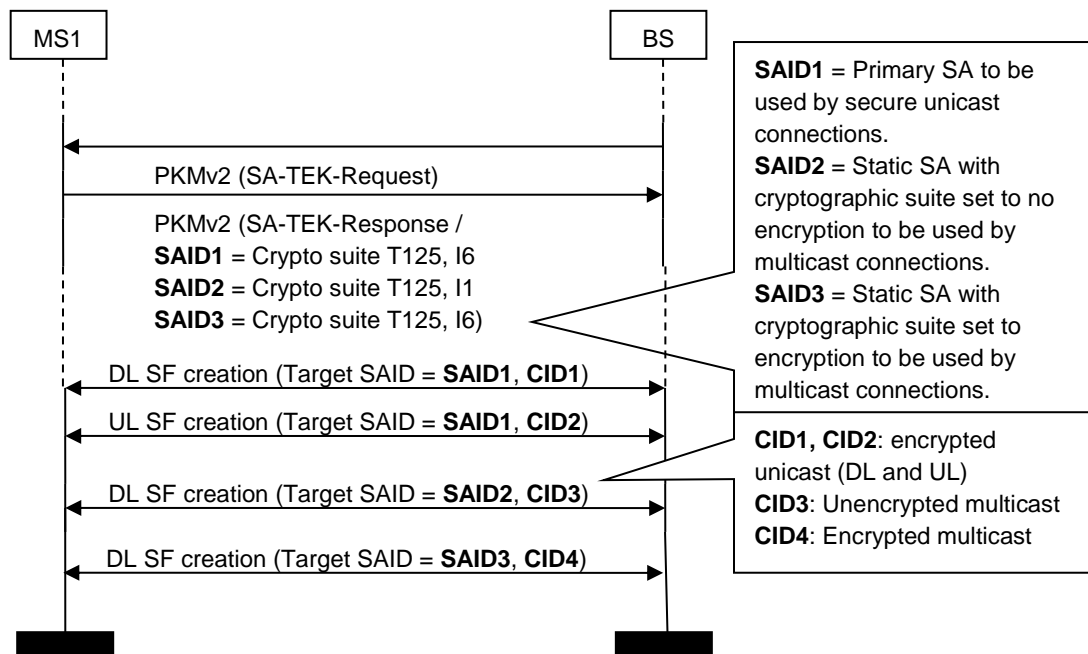 MS1
BS
PKMv2 (SA-TEK-Request)
PKMv2 (SA-TEK-Response /
SAID1 = Crypto suite T125, I6
SAID2 = Crypto suite T125, I1
SAID3 = Crypto suite T125, I6)
SAID1 = Primary SA to be
used by secure unicast
connections.
SAID2 = Static SA with
cryptographic suite set to no
encryption to be used by
multicast connections.
SAID3 = Static SA with
cryptographic suite set to
encryption to be used by
multicast connections.
DL SF creation (Target SAID = SAID1, CID1)
UL SF creation (Target SAID = SAID1, CID2)
DL SF creation (Target SAID = SAID2, CID3)
DL SF creation (Target SAID = SAID3, CID4)
CID1, CID2: encrypted
unicast (DL and UL)
CID3: Unencrypted multicast
CID4: Encrypted multicast